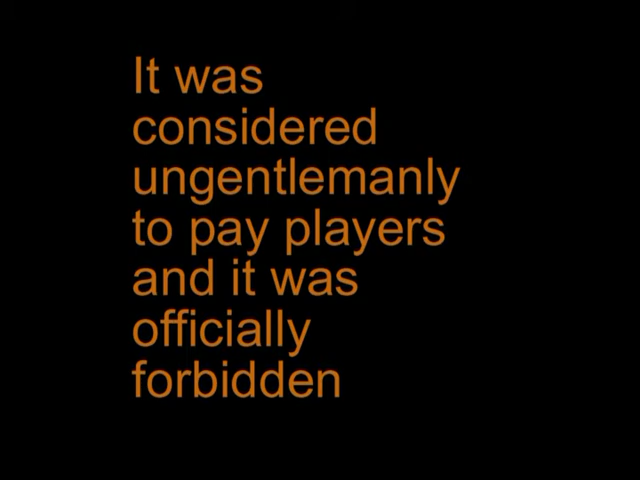 It was
considered
ungentlemanly
to pay players
and it was
officially
forbidden